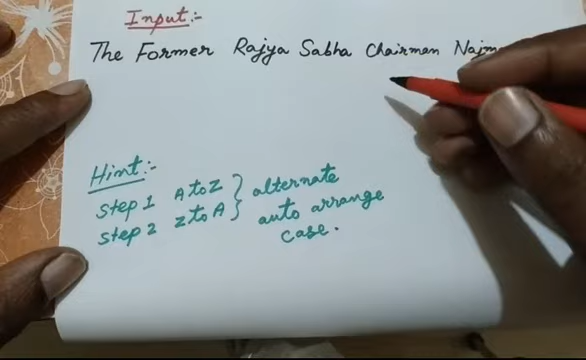 Input:-
The Former Rajya Sabha Chairman
Hint:-
Step 1 A to Z } alternate
Step 2 Z to A } auto arrange
case.